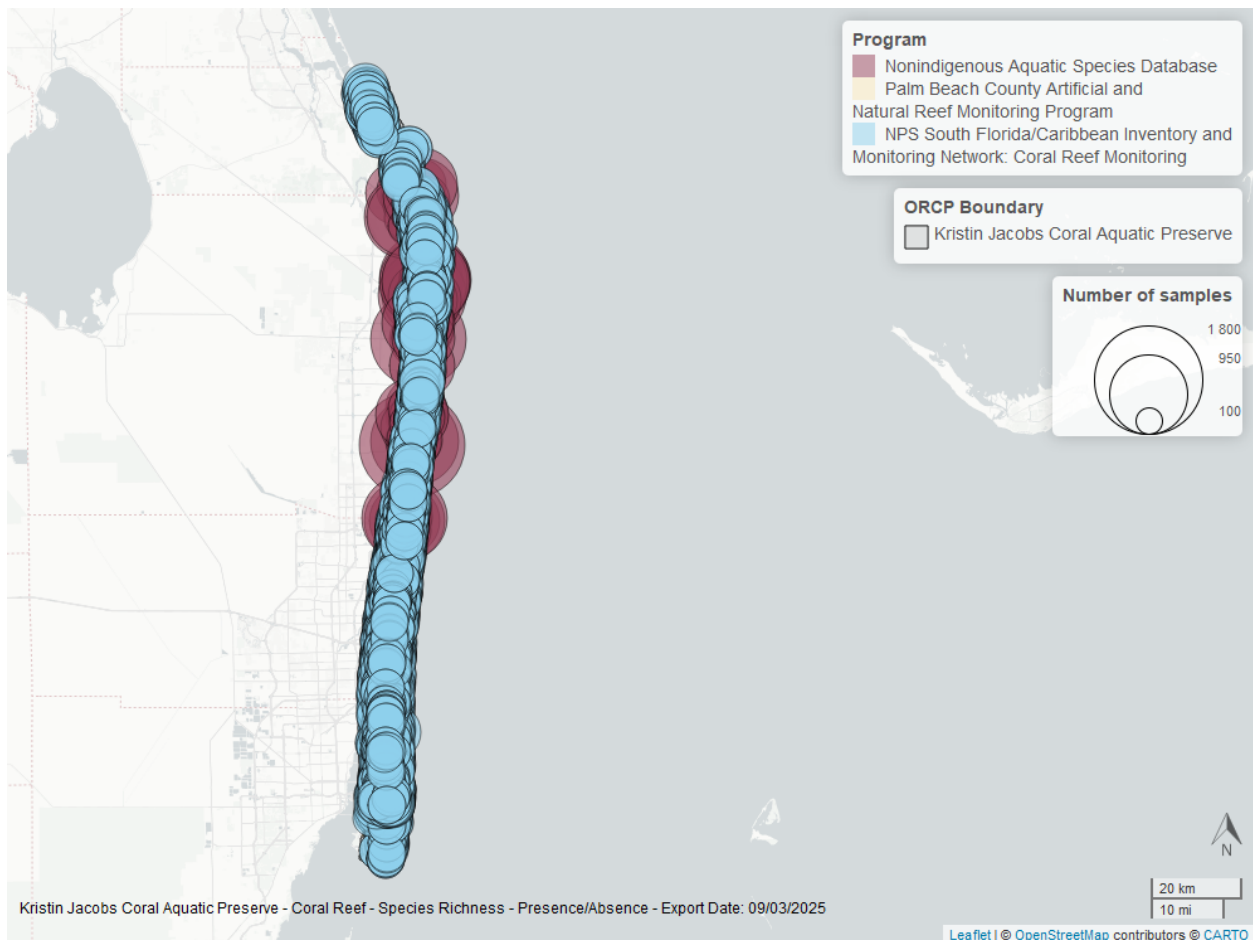 Program
Nonindigenous Aquatic Species Database
Palm Beach County Artificial and
Natural Reef Monitoring Program
NPS South Florida/Caribbean Inventory and
Monitoring Network: Coral Reef Monitoring
ORCP Boundary
Kristin Jacobs Coral Aquatic Preserve
Number of samples
1 800
950
100
N
20 km
10 mi
Kristin Jacobs Coral Aquatic Preserve - Coral Reef - Species Richness - Presence/Absence - Export Date: 09/03/2025
Leaflet | © OpenStreetMap contributors © CARTO